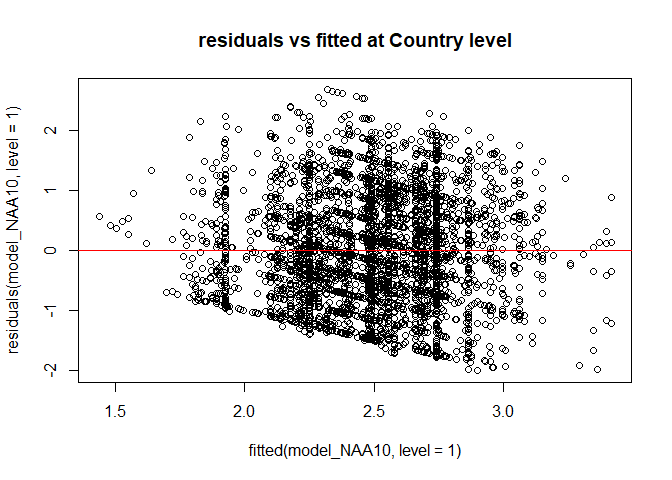 residuals vs fitted at Country level
residuals(model_NAA10, level = 1)
2
1
0
-1
-2
1.5 2.0 2.5 3.0
fitted(model_NAA10, level = 1)